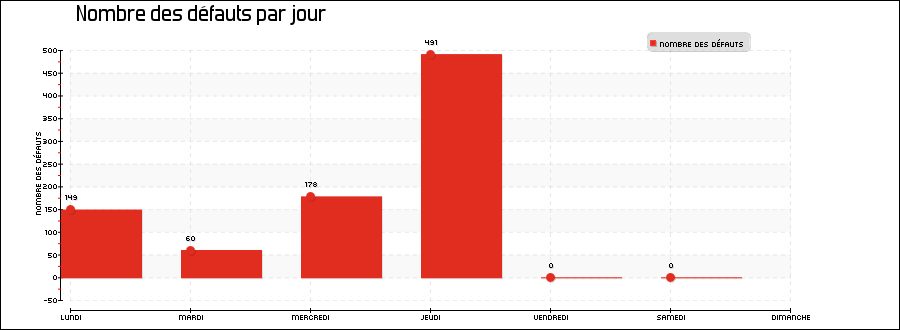 Nombre des défauts par jour
NOMBRE DES DÉFAUTS
NOMBRE DES DÉFAUTS
500
450
400
350
300
250
200
150
100
50
0
-50
149
60
178
491
0
0
LUNDI
MARDI
MERCREDI
JEUDI
VENDREDI
SAMEDI
DIMANCHE